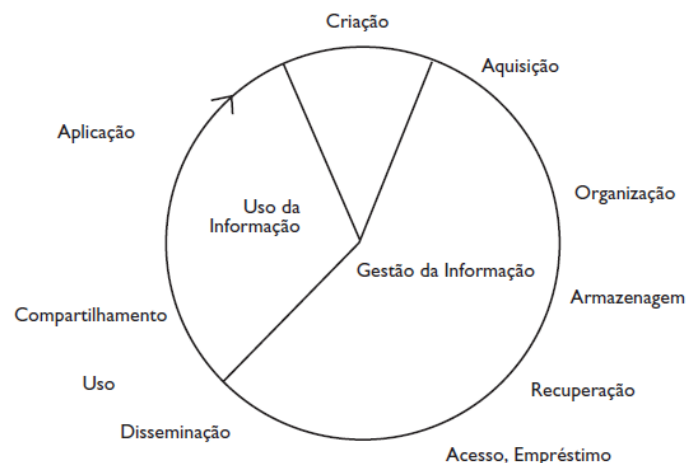 Criação
Aquisição
Aplicação
Organização
Uso da
Informação
Gestão da Informação
Armazenagem
Compartilhamento
Uso
Recuperação
Disseminação
Acesso, Empréstimo